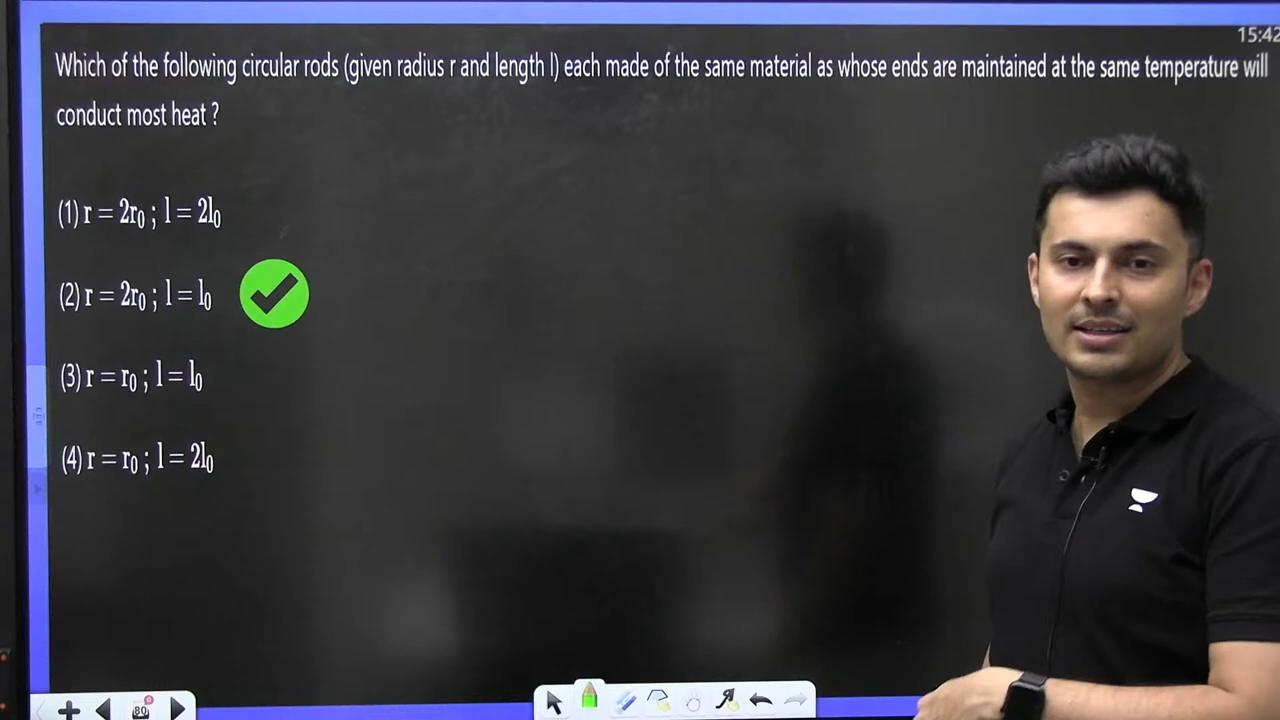 15:42
Which of the following circular rods (given radius r and length l) each made of the same material as whose ends are maintained at the same temperature will
conduct most heat ?
(1) r = 2r₀ ; l = 2l₀
(2) r = 2r₀ ; l = l₀
(3) r = r₀ ; l = l₀
(4) r = r₀ ; l = 2l₀
80